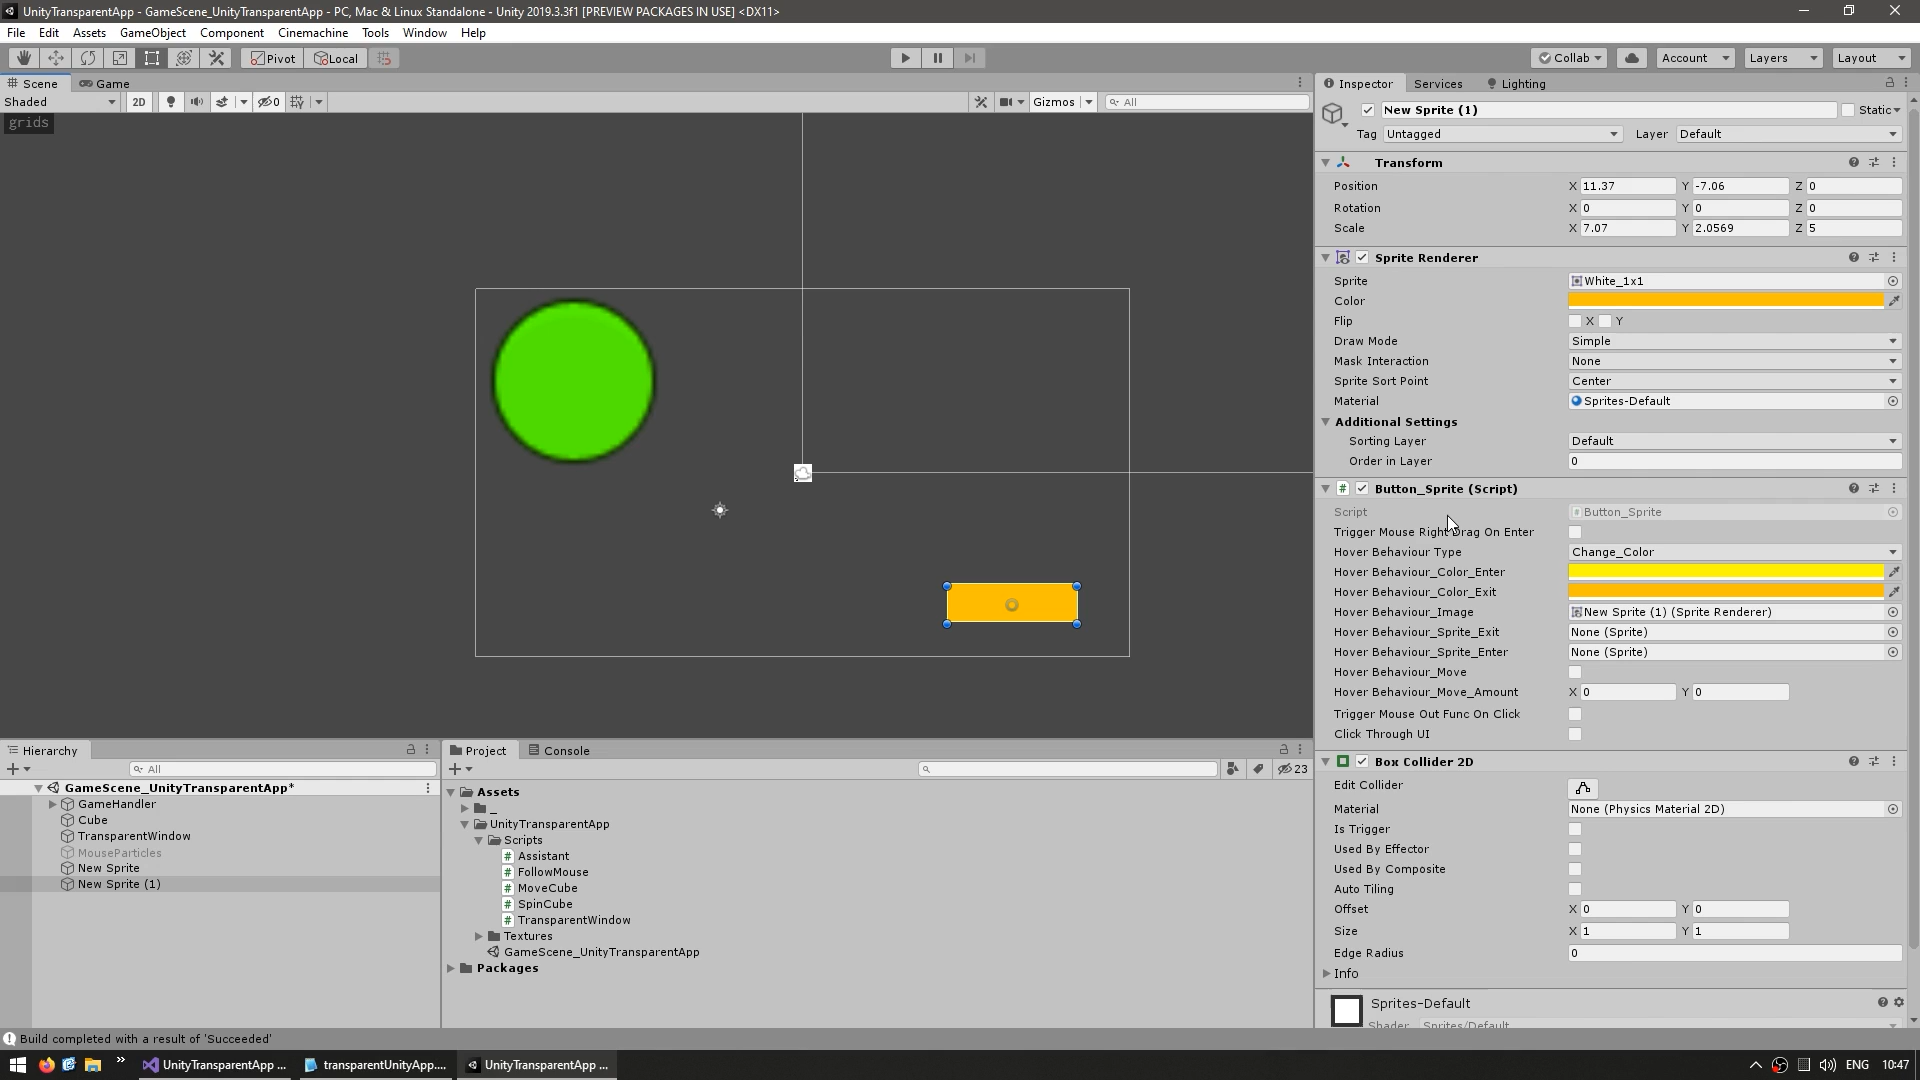 UnityTransparentApp - GameScene_UnityTransparentApp - PC, Mac & Linux Standalone - Unity 2019.3.3f1 [PREVIEW PACKAGES IN USE] <DX11>
File Edit Assets GameObject Component Cinemachine Tools Window Help
Pivot Local Collab Account Layers Layout
Scene Game Inspector Services Lighting
Shaded 2D 0 Gizmos All
grids
New Sprite (1) Static
Tag Untagged Layer Default
Transform
Position X 11.37 Y -7.06 Z 0
Rotation X 0 Y 0 Z 0
Scale X 7.07 Y 2.0569 Z 5
Sprite Renderer
Sprite White_1x1
Color
Flip X Y
Draw Mode Simple
Mask Interaction None
Sprite Sort Point Center
Material Sprites-Default
Additional Settings
Sorting Layer Default
Order in Layer 0
# Button_Sprite (Script)
Script # Button_Sprite
Trigger Mouse Right Drag On Enter
Hover Behaviour Type Change_Color
Hover Behaviour_Color_Enter
Hover Behaviour_Color_Exit
Hover Behaviour_Image New Sprite (1) (Sprite Renderer)
Hover Behaviour_Sprite_Exit None (Sprite)
Hover Behaviour_Sprite_Enter None (Sprite)
Hover Behaviour_Move
Hover Behaviour_Move_Amount X 0 Y 0
Trigger Mouse Out Func On Click
Click Through UI
Box Collider 2D
Edit Collider
Material None (Physics Material 2D)
Is Trigger
Used By Effector
Used By Composite
Auto Tiling
Offset X 0 Y 0
Size X 1 Y 1
Edge Radius 0
Info
Sprites-Default
Shader Sprites/Default
Hierarchy
+ All
GameScene_UnityTransparentApp*
GameHandler
Cube
TransparentWindow
MouseParticles
New Sprite
New Sprite (1)
Project Console
+ 23
Assets
_
UnityTransparentApp
Scripts
# Assistant
# FollowMouse
# MoveCube
# SpinCube
# TransparentWindow
Textures
GameScene_UnityTransparentApp
Packages
Build completed with a result of 'Succeeded'
UnityTransparentApp ... transparentUnityApp.... UnityTransparentApp ... ENG 10:47